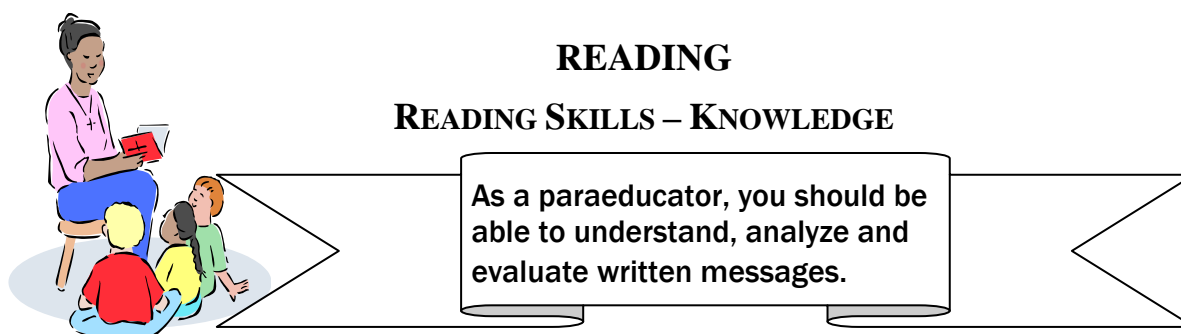 READING
READING SKILLS – KNOWLEDGE
As a paraeducator, you should be
able to understand, analyze and
evaluate written messages.